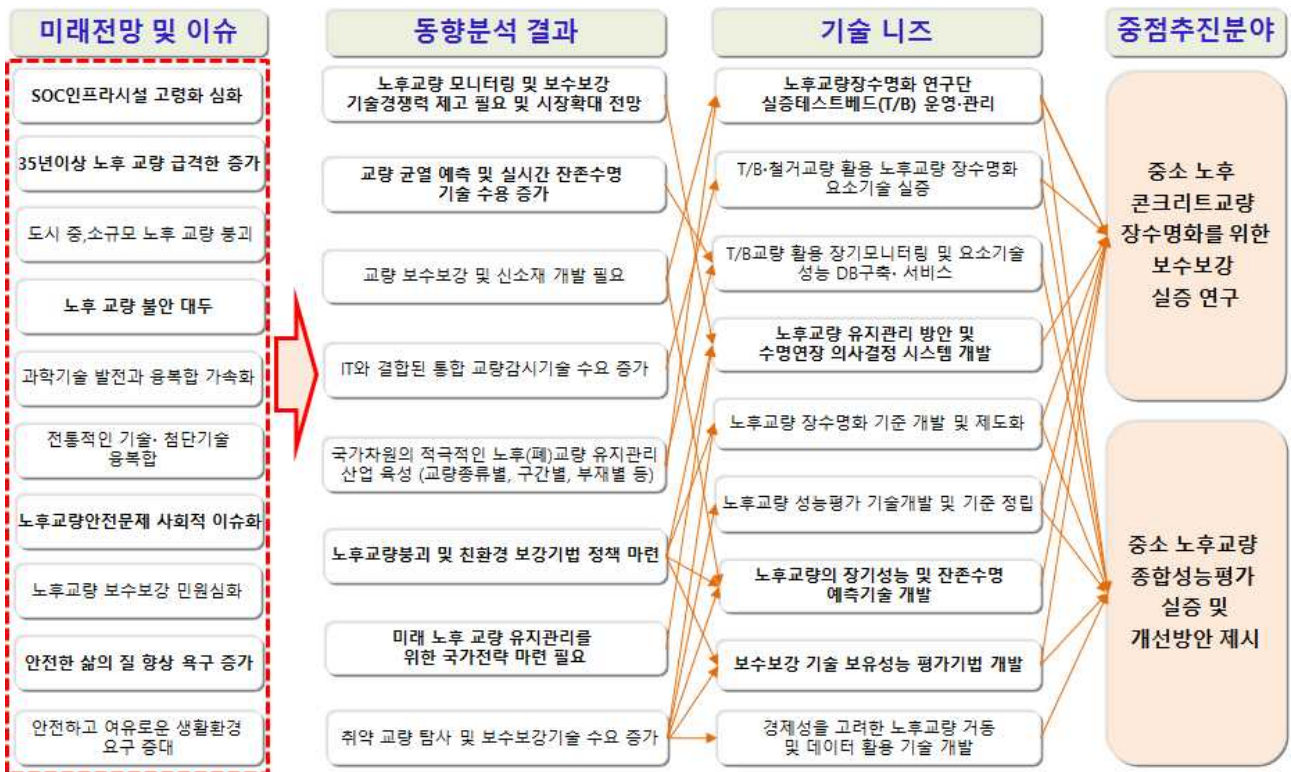 미래전망 및 이슈
SOC인프라시설 고령화 심화
35년이상 노후 교량 급격한 증가
도시 중,소규모 노후 교량 붕괴
노후 교량 불안 대두
과학기술 발전과 융복합 가속화
전통적인 기술· 첨단기술
융복합
노후교량안전문제 사회적 이슈화
노후교량 보수보강 민원심화
안전한 삶의 질 향상 욕구 증가
안전하고 여유로운 생활환경
요구 증대
동향분석 결과
노후교량 모니터링 및 보수보강
기술경쟁력 제고 필요 및 시장확대 전망
교량 균열 예측 및 실시간 잔존수명
기술 수용 증가
교량 보수보강 및 신소재 개발 필요
IT와 결합된 통합 교량감시기술 수요 증가
국가차원의 적극적인 노후(폐)교량 유지관리
산업 육성 (교량종류별, 구간별, 부재별 등)
노후교량붕괴 및 친환경 보강기법 정책 마련
미래 노후 교량 유지관리를
위한 국가전략 마련 필요
취약 교량 탐사 및 보수보강기술 수요 증가
기술 니즈
노후교량장수명화 연구단
실증테스트베드(T/B) 운영·관리
T/B·철거교량 활용 노후교량 장수명화
요소기술 실증
T/B교량 활용 장기모니터링 및 요소기술
성능 DB구축· 서비스
노후교량 유지관리 방안 및
수명연장 의사결정 시스템 개발
노후교량 장수명화 기준 개발 및 제도화
노후교량 성능평가 기술개발 및 기준 정립
노후교량의 장기성능 및 잔존수명
예측기술 개발
보수보강 기술 보유성능 평가기법 개발
경제성을 고려한 노후교량 거동
및 데이터 활용 기술 개발
중점추진분야
중소 노후
콘크리트교량
장수명화를 위한
보수보강
실증 연구
중소 노후교량
종합성능평가
실증 및
개선방안 제시